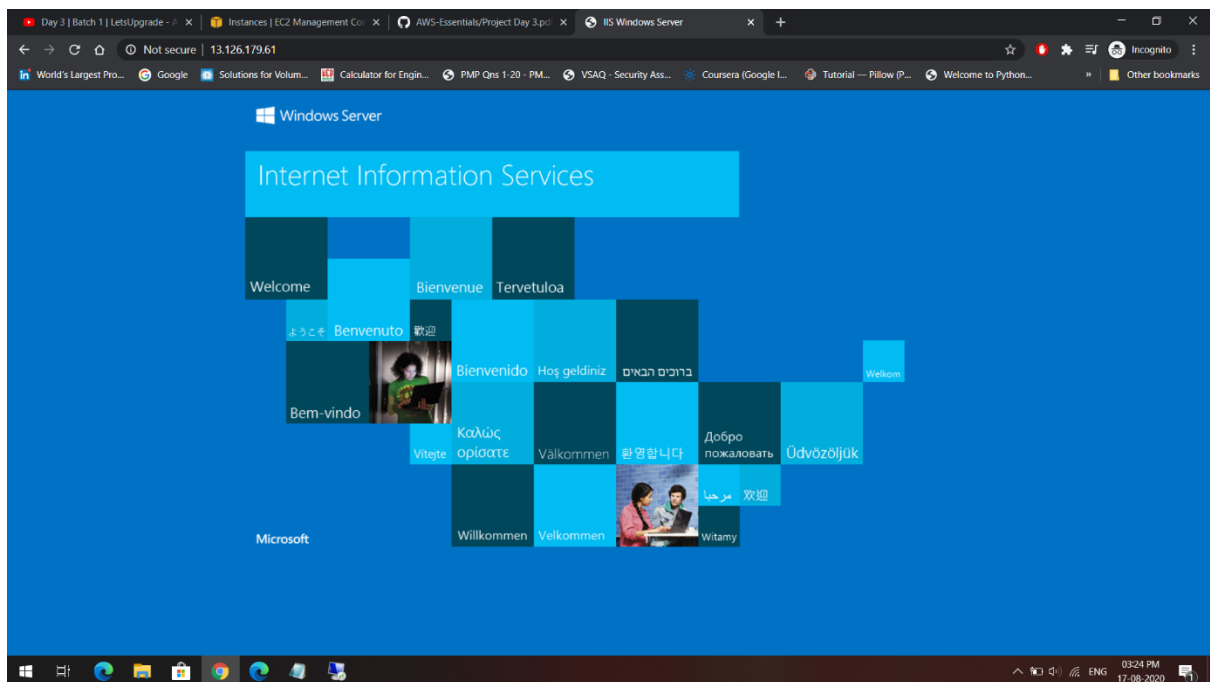 Day 3 | Batch 1 | LetsUpgrade - A
Instances | EC2 Management Con
AWS-Essentials/Project Day 3.pd
IIS Windows Server
Not secure | 13.126.179.61
Incognito
World's Largest Pro...
Google
Solutions for Volum...
Calculator for Engin...
PMP Qns 1-20 - PM...
VSAQ - Security Ass...
Coursera (Google I...
Tutorial — Pillow (P...
Welcome to Python...
»
Other bookmarks
Windows Server
Internet Information Services
Welcome
Bienvenue
Tervetuloa
ようこそ
Benvenuto
歡迎
Bienvenido
Hoş geldiniz
ברוכים הבאים
Welkom
Bem-vindo
Vítejte
Καλώς
ορίσατε
Välkommen
환영합니다
Добро
пожаловать
Üdvözöljük
مرحبا
欢迎
Willkommen
Velkommen
Witamy
Microsoft
ENG
03:24 PM
17-08-2020